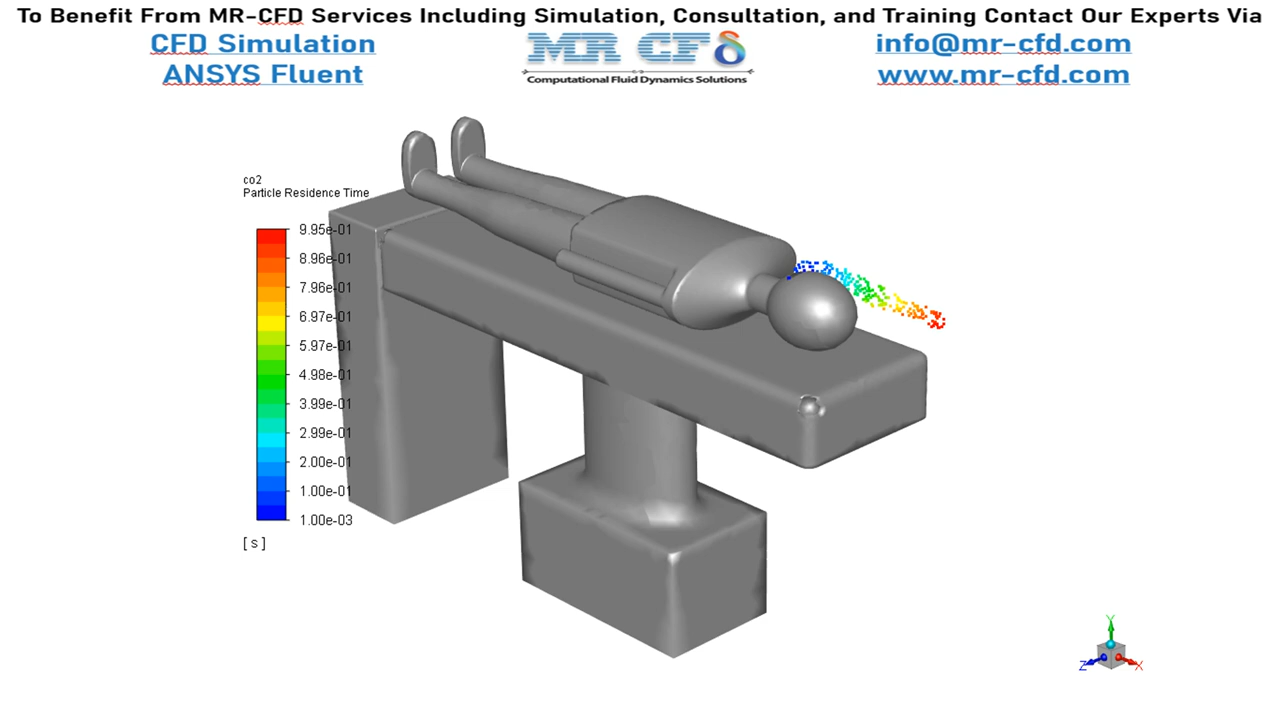 To Benefit From MR-CFD Services Including Simulation, Consultation, and Training Contact Our Experts Via
CFD Simulation
ANSYS Fluent
MR CFδ
Computational Fluid Dynamics Solutions
info@mr-cfd.com
www.mr-cfd.com
co2
Particle Residence Time
9.95e-01
8.96e-01
7.96e-01
6.97e-01
5.97e-01
4.98e-01
3.99e-01
2.99e-01
2.00e-01
1.00e-01
1.00e-03
[ s ]
Y
Z
X